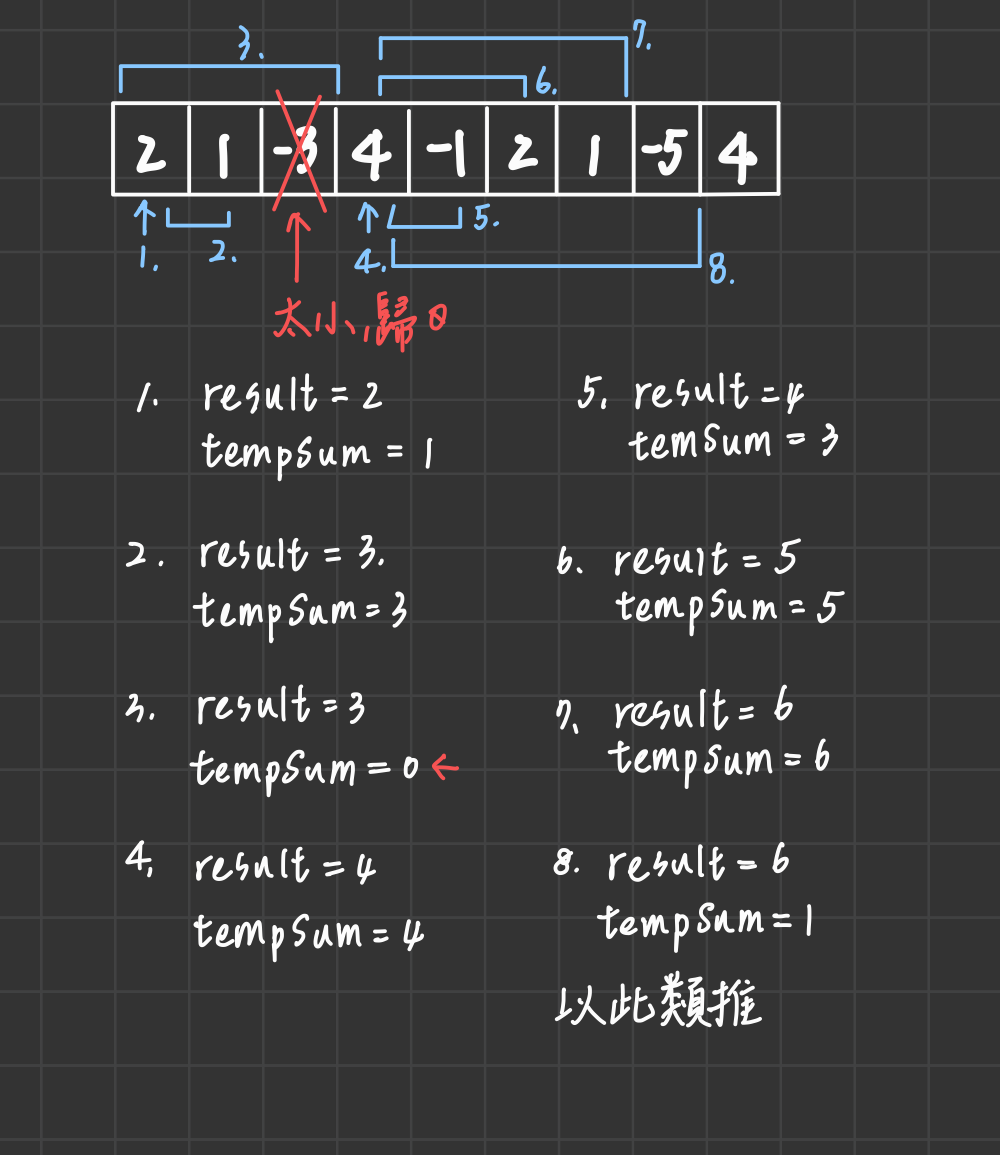 3.
7.
6.
2 1 -3 4 -1 2 1 -5 4
1.
2.
4.
5.
8.
太小,歸0
1. result = 2
tempSum = 1
2. result = 3.
tempSum = 3
3. result = 3
tempSum = 0
4, result = 4
tempSum = 4
5, result = 4
temSum = 3
6. result = 5
tempSum = 5
7, result = 6
tempSum = 6
8. result = 6
tempSum = 1
以此類推